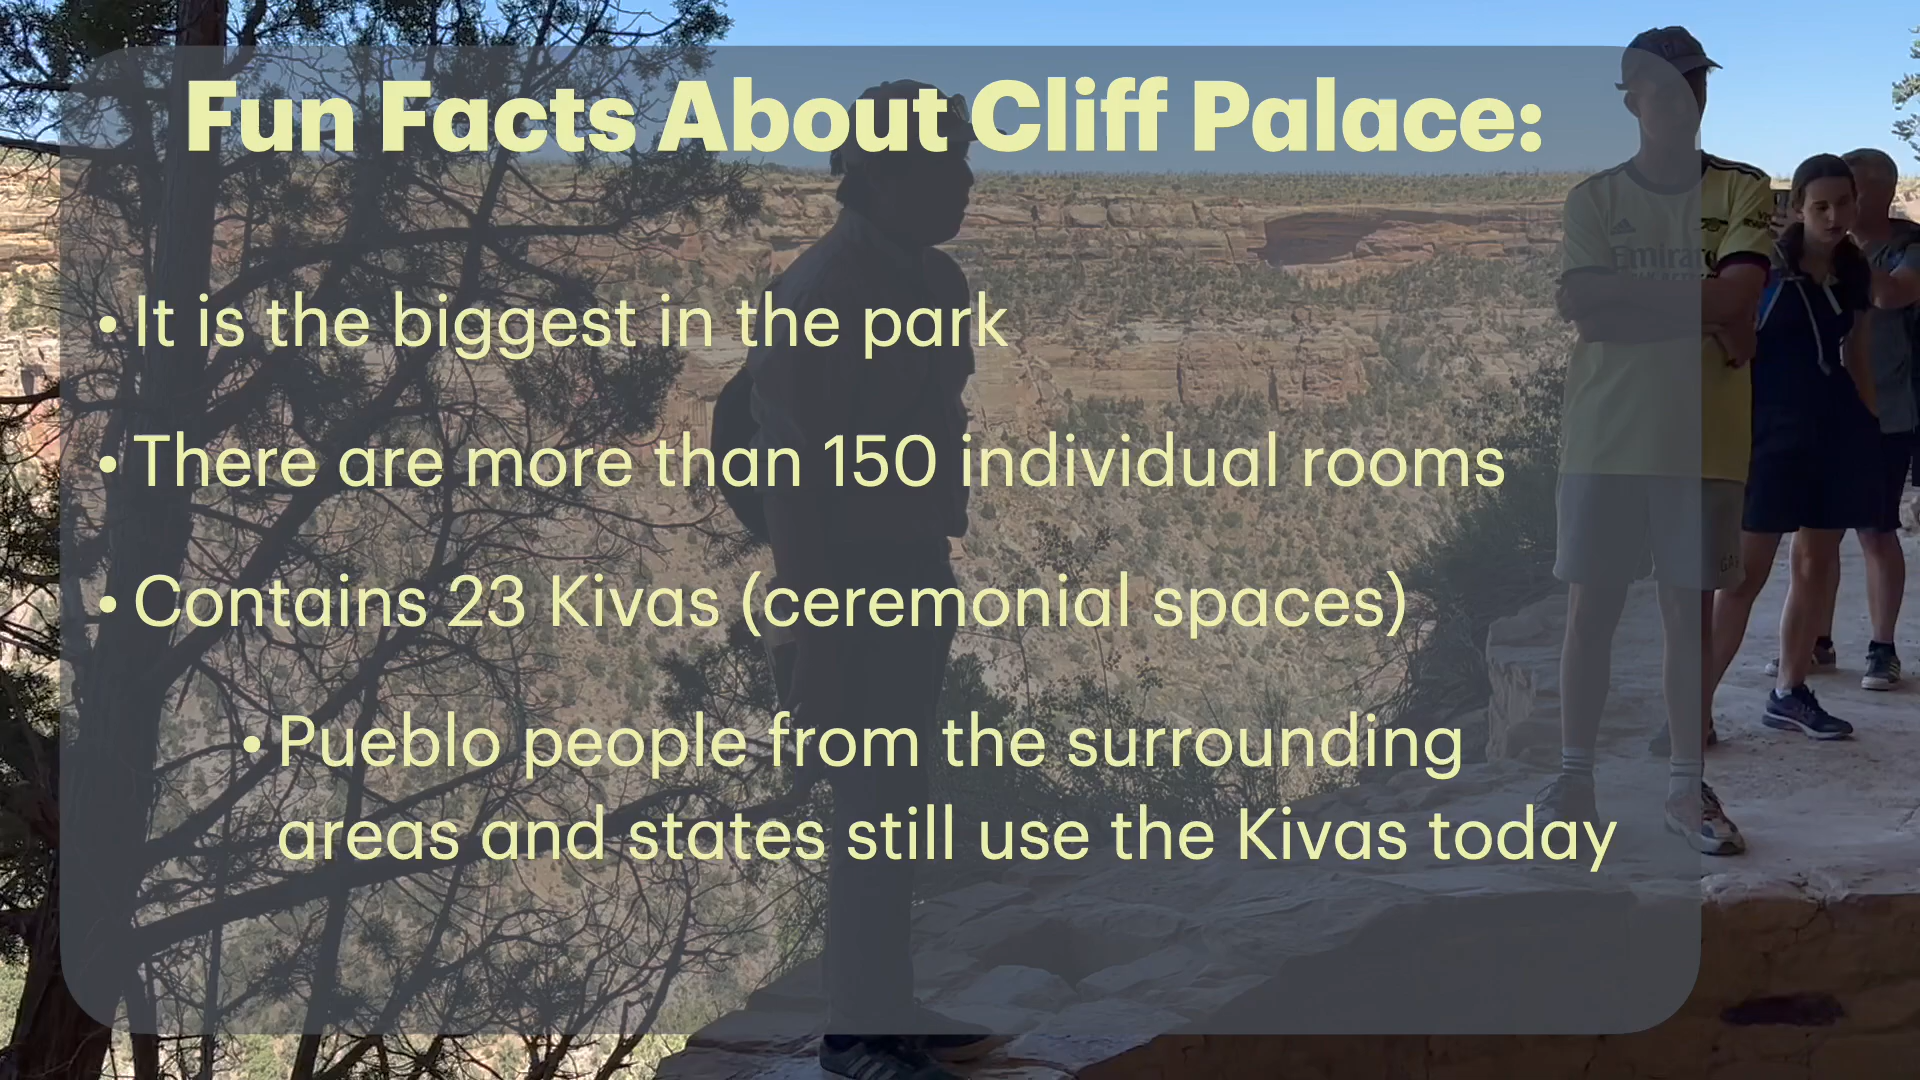 Fun Facts About Cliff Palace:
• It is the biggest in the park
• There are more than 150 individual rooms
• Contains 23 Kivas (ceremonial spaces)
• Pueblo people from the surrounding
areas and states still use the Kivas today
Emirates